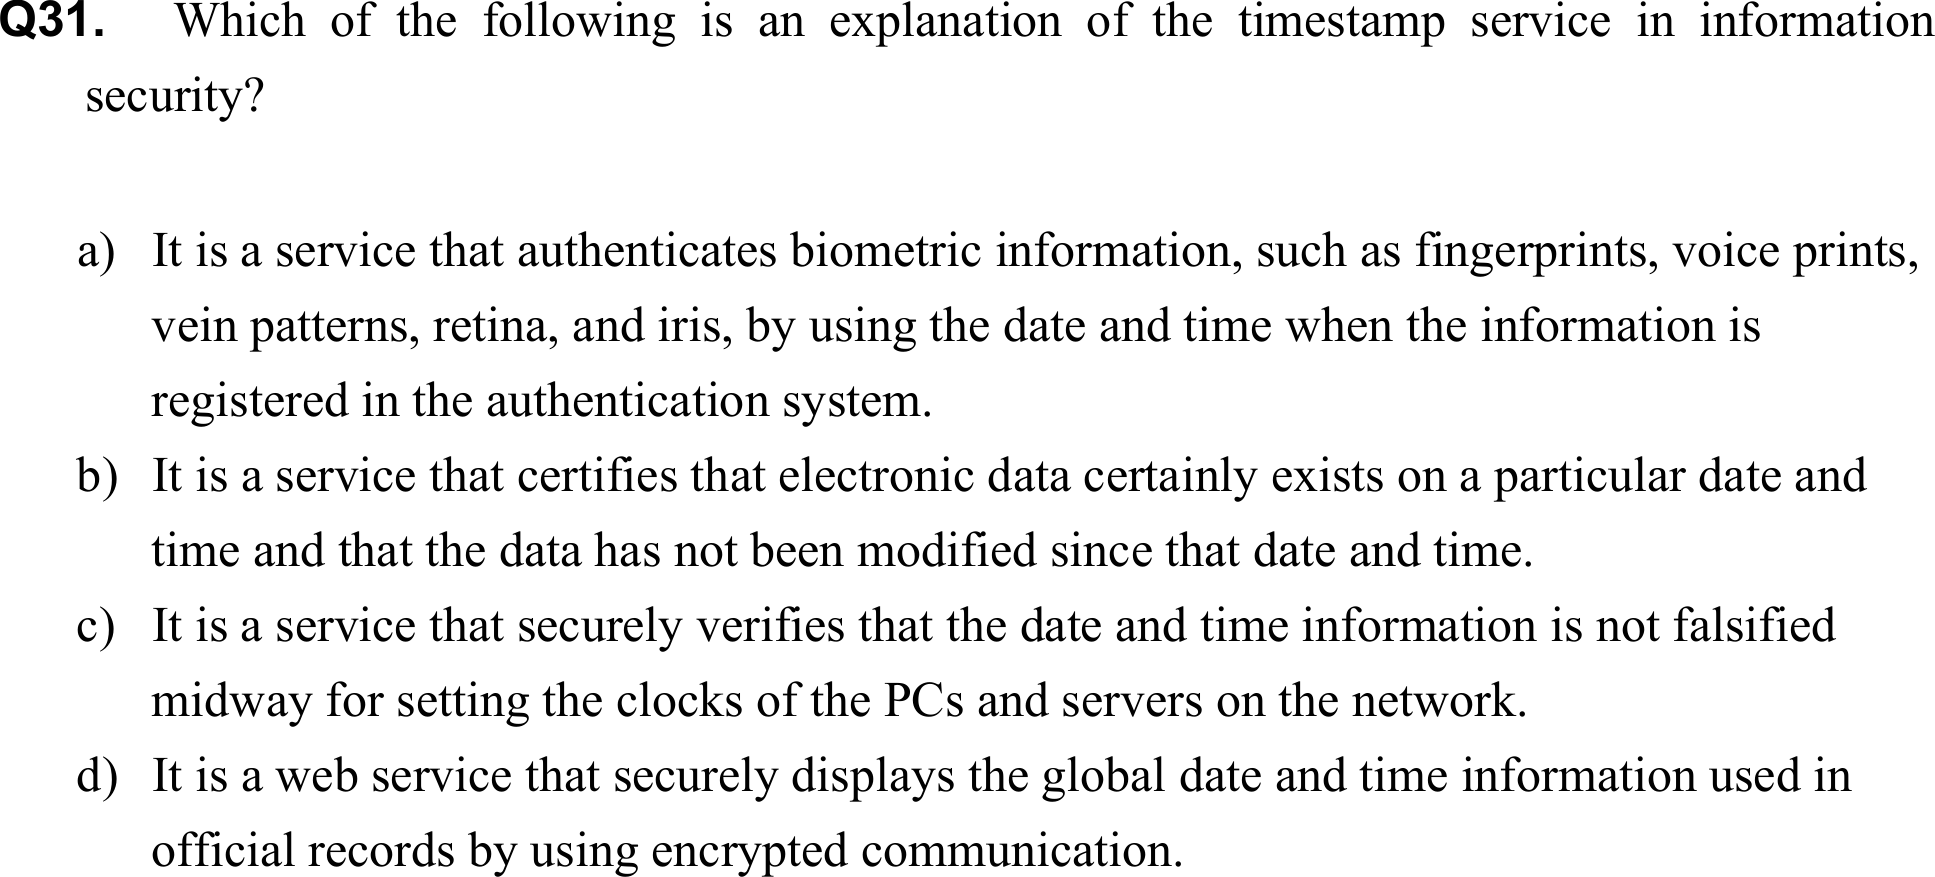 Q31. Which of the following is an explanation of the timestamp service in information
security?
a) It is a service that authenticates biometric information, such as fingerprints, voice prints,
vein patterns, retina, and iris, by using the date and time when the information is
registered in the authentication system.
b) It is a service that certifies that electronic data certainly exists on a particular date and
time and that the data has not been modified since that date and time.
c) It is a service that securely verifies that the date and time information is not falsified
midway for setting the clocks of the PCs and servers on the network.
d) It is a web service that securely displays the global date and time information used in
official records by using encrypted communication.